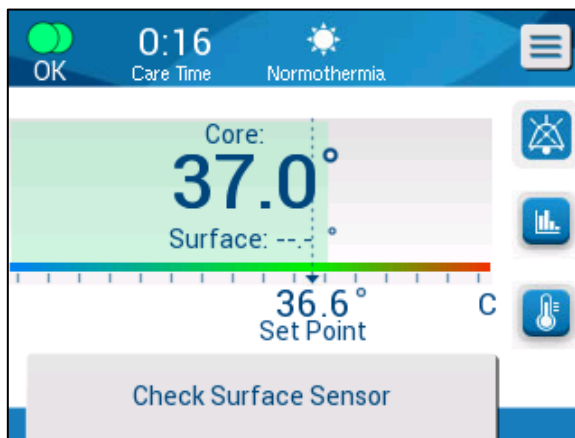 OK
0:16
Care Time
Normothermia
Core:
37.0°
Surface: --.- °
36.6°
C
Set Point
Check Surface Sensor